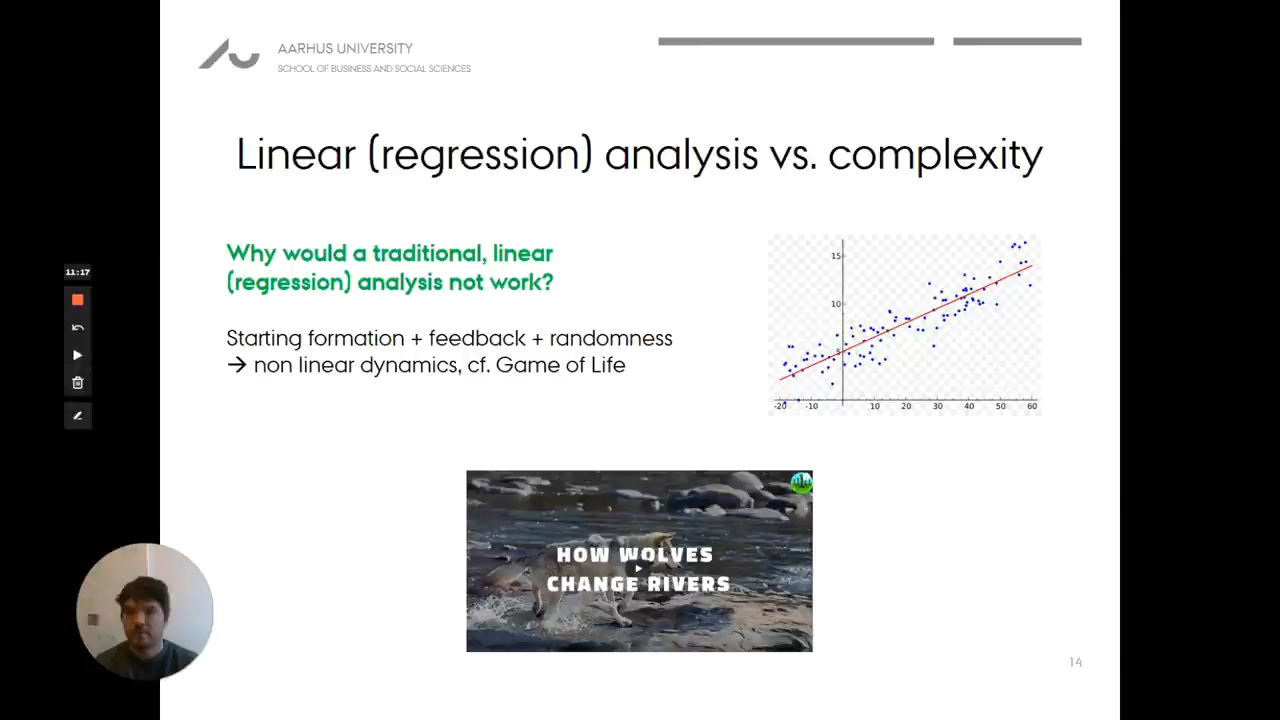 AARHUS UNIVERSITY
SCHOOL OF BUSINESS AND SOCIAL SCIENCES
Linear (regression) analysis vs. complexity
Why would a traditional, linear
(regression) analysis not work?
Starting formation + feedback + randomness
→ non linear dynamics, cf. Game of Life
15
10
5
-20 -10 10 20 30 40 50 60
11:17
HOW WOLVES
CHANGE RIVERS
14